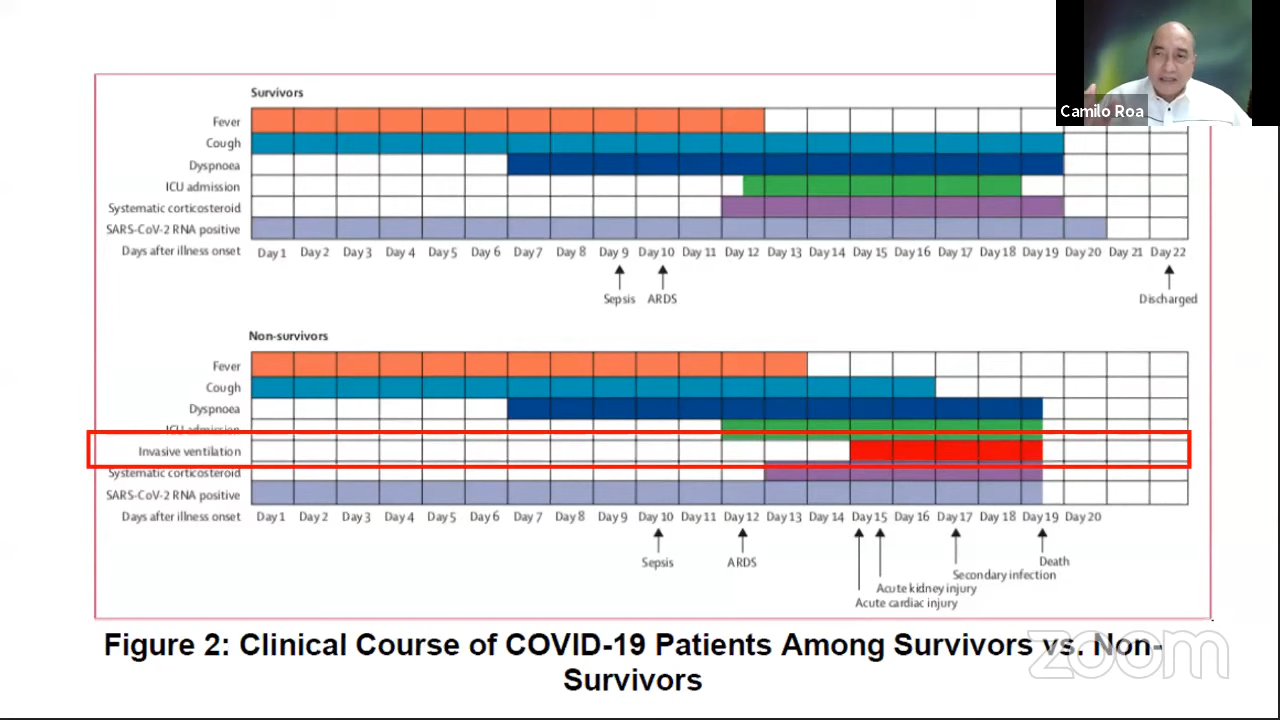 Camilo Roa
Survivors
Fever
Cough
Dyspnoea
ICU admission
Systematic corticosteroid
SARS-CoV-2 RNA positive
Days after illness onset Day 1 Day 2 Day 3 Day 4 Day 5 Day 6 Day 7 Day 8 Day 9 Day 10 Day 11 Day 12 Day 13 Day 14 Day 15 Day 16 Day 17 Day 18 Day 19 Day 20 Day 21 Day 22
Sepsis ARDS Discharged
Non-survivors
Fever
Cough
Dyspnoea
ICU admission
Invasive ventilation
Systematic corticosteroid
SARS-CoV-2 RNA positive
Days after illness onset Day 1 Day 2 Day 3 Day 4 Day 5 Day 6 Day 7 Day 8 Day 9 Day 10 Day 11 Day 12 Day 13 Day 14 Day 15 Day 16 Day 17 Day 18 Day 19 Day 20
Sepsis ARDS Death
Secondary infection
Acute kidney injury
Acute cardiac injury
Figure 2: Clinical Course of COVID-19 Patients Among Survivors vs. Non-
Survivors
zoom